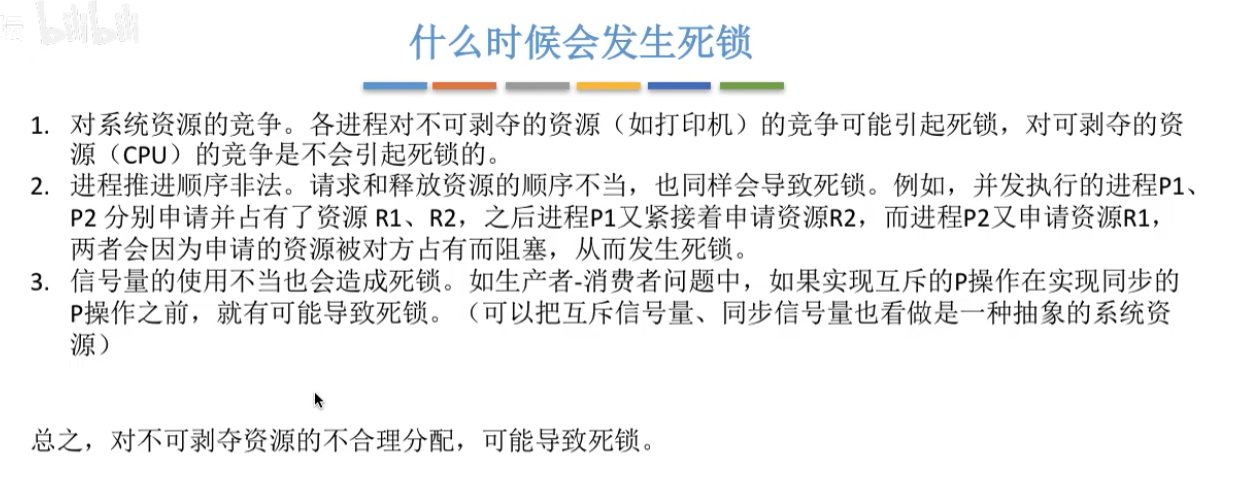 bilibili
什么时候会发生死锁
1. 对系统资源的竞争。各进程对不可剥夺的资源（如打印机）的竞争可能引起死锁，对可剥夺的资
源（CPU）的竞争是不会引起死锁的。
2. 进程推进顺序非法。请求和释放资源的顺序不当，也同样会导致死锁。例如，并发执行的进程P1、
P2 分别申请并占有了资源 R1、R2，之后进程P1又紧接着申请资源R2，而进程P2又申请资源R1，
两者会因为申请的资源被对方占有而阻塞，从而发生死锁。
3. 信号量的使用不当也会造成死锁。如生产者-消费者问题中，如果实现互斥的P操作在实现同步的
P操作之前，就有可能导致死锁。（可以把互斥信号量、同步信号量也看做是一种抽象的系统资
源）
总之，对不可剥夺资源的不合理分配，可能导致死锁。